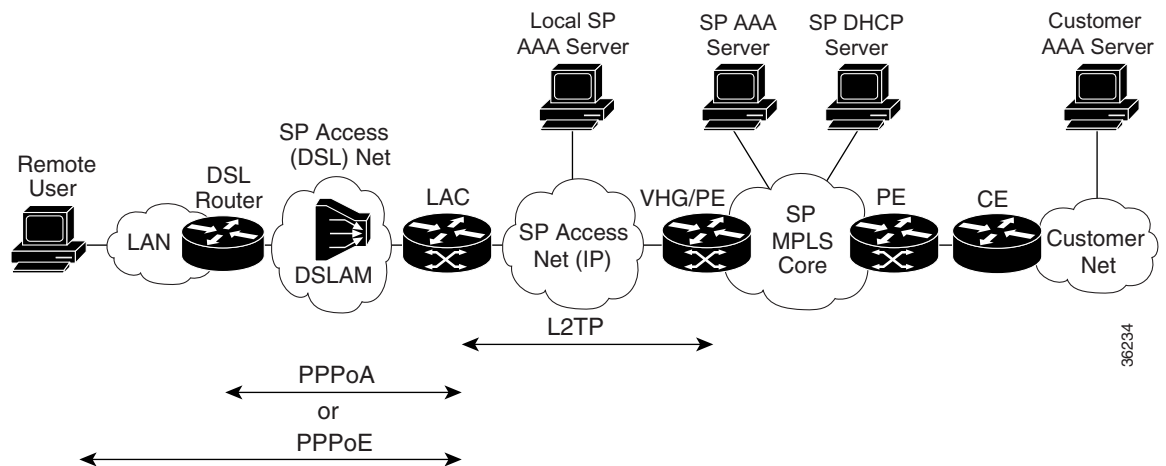 Local SP
AAA Server
SP AAA
Server
SP DHCP
Server
Customer
AAA Server
SP Access
(DSL) Net
Remote
User
DSL
Router
LAN
DSLAM
LAC
SP Access
Net (IP)
VHG/PE
SP
MPLS
Core
PE
CE
Customer
Net
L2TP
36234
PPPoA
or
PPPoE